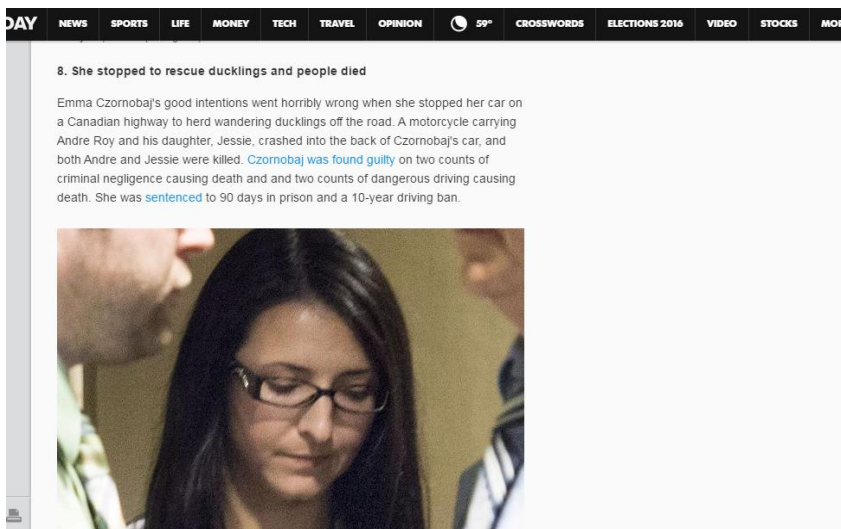 DAY NEWS SPORTS LIFE MONEY TECH TRAVEL OPINION 59° CROSSWORDS ELECTIONS 2016 VIDEO STOCKS MOR
8. She stopped to rescue ducklings and people died
Emma Czornobaj's good intentions went horribly wrong when she stopped her car on
a Canadian highway to herd wandering ducklings off the road. A motorcycle carrying
Andre Roy and his daughter, Jessie, crashed into the back of Czornobaj's car, and
both Andre and Jessie were killed. Czornobaj was found guilty on two counts of
criminal negligence causing death and and two counts of dangerous driving causing
death. She was sentenced to 90 days in prison and a 10-year driving ban.